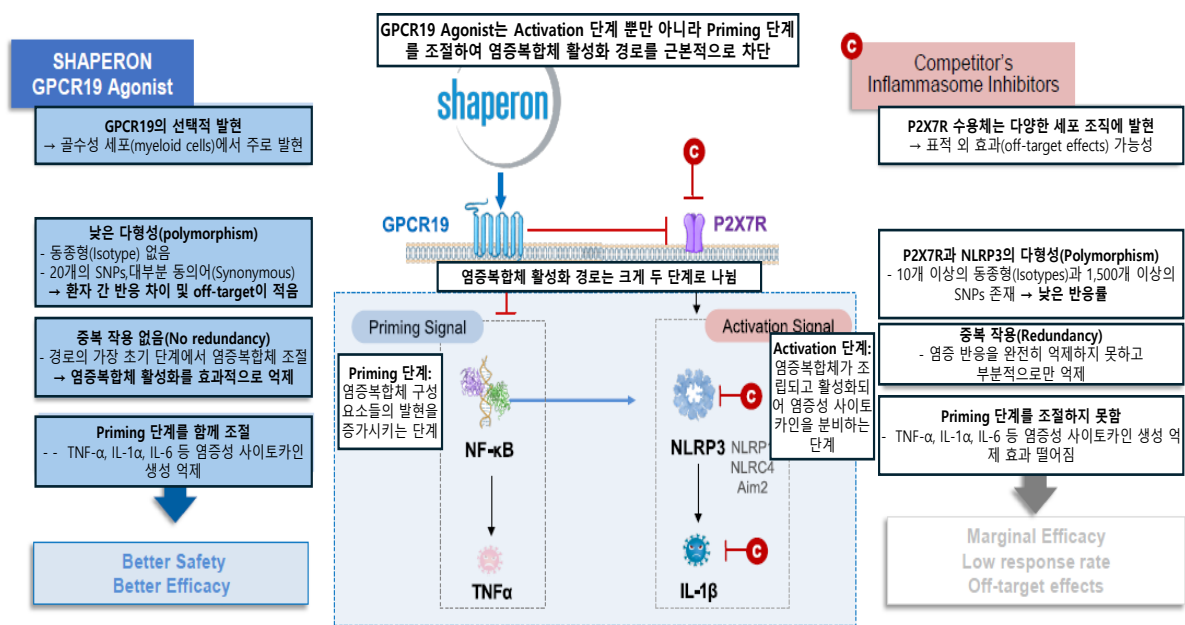 GPCR19 Agonist는 Activation 단계 뿐만 아니라 Priming 단계
를 조절하여 염증복합체 활성화 경로를 근본적으로 차단
SHAPERON
GPCR19 Agonist
GPCR19의 선택적 발현
→ 골수성 세포(myeloid cells)에서 주로 발현
낮은 다형성(polymorphism)
- 동종형(Isotype) 없음
- 20개의 SNPs,대부분 동의어(Synonymous)
→ 환자 간 반응 차이 및 off-target이 적음
중복 작용 없음(No redundancy)
- 경로의 가장 초기 단계에서 염증복합체 조절
→ 염증복합체 활성화를 효과적으로 억제
Priming 단계를 함께 조절
- - TNF-α, IL-1α, IL-6 등 염증성 사이토카인
생성 억제
Better Safety
Better Efficacy
shaperon
C
GPCR19
P2X7R
염증복합체 활성화 경로는 크게 두 단계로 나뉨
Priming Signal
Activation Signal
Priming 단계:
염증복합체 구성
요소들의 발현을
증가시키는 단계
NF-κB
TNFα
Activation 단계:
염증복합체가 조
립되고 활성화되
어 염증성 사이토
카인을 분비하는
단계
C
NLRP3
NLRP1
NLRC4
Aim2
C
IL-1β
C
Competitor's
Inflammasome Inhibitors
P2X7R 수용체는 다양한 세포 조직에 발현
→ 표적 외 효과(off-target effects) 가능성
P2X7R과 NLRP3의 다형성(Polymorphism)
- 10개 이상의 동종형(Isotypes)과 1,500개 이상의
SNPs 존재 → 낮은 반응률
중복 작용(Redundancy)
- 염증 반응을 완전히 억제하지 못하고
부분적으로만 억제
Priming 단계를 조절하지 못함
- TNF-α, IL-1α, IL-6 등 염증성 사이토카인 생성 억
제 효과 떨어짐
Marginal Efficacy
Low response rate
Off-target effects